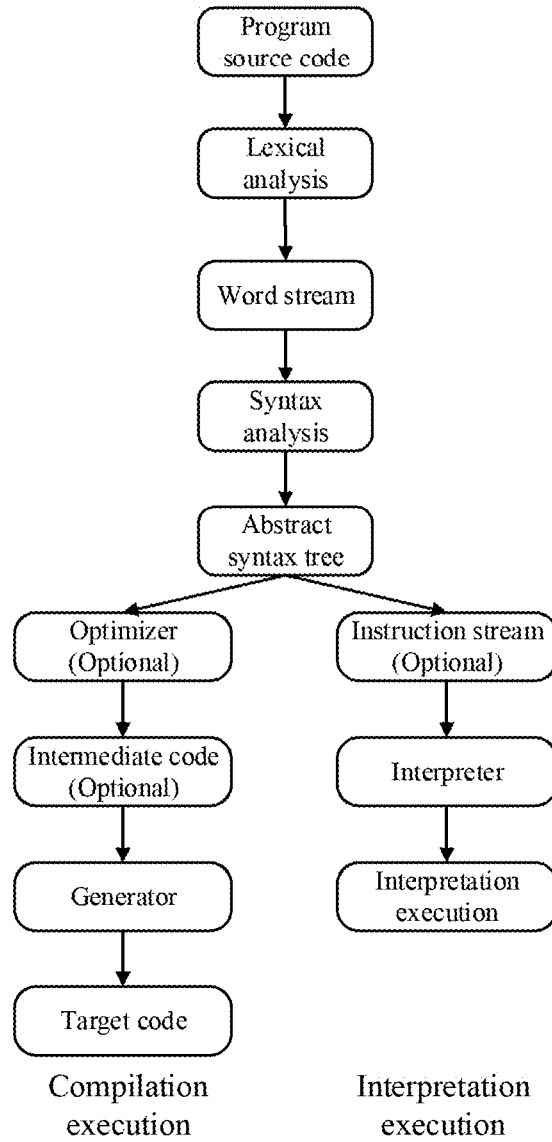 Program
source code
Lexical
analysis
Word stream
Syntax
analysis
Abstract
syntax tree
Optimizer
(Optional)
Instruction stream
(Optional)
Intermediate code
(Optional)
Interpreter
Generator
Interpretation
execution
Target code
Compilation
execution
Interpretation
execution